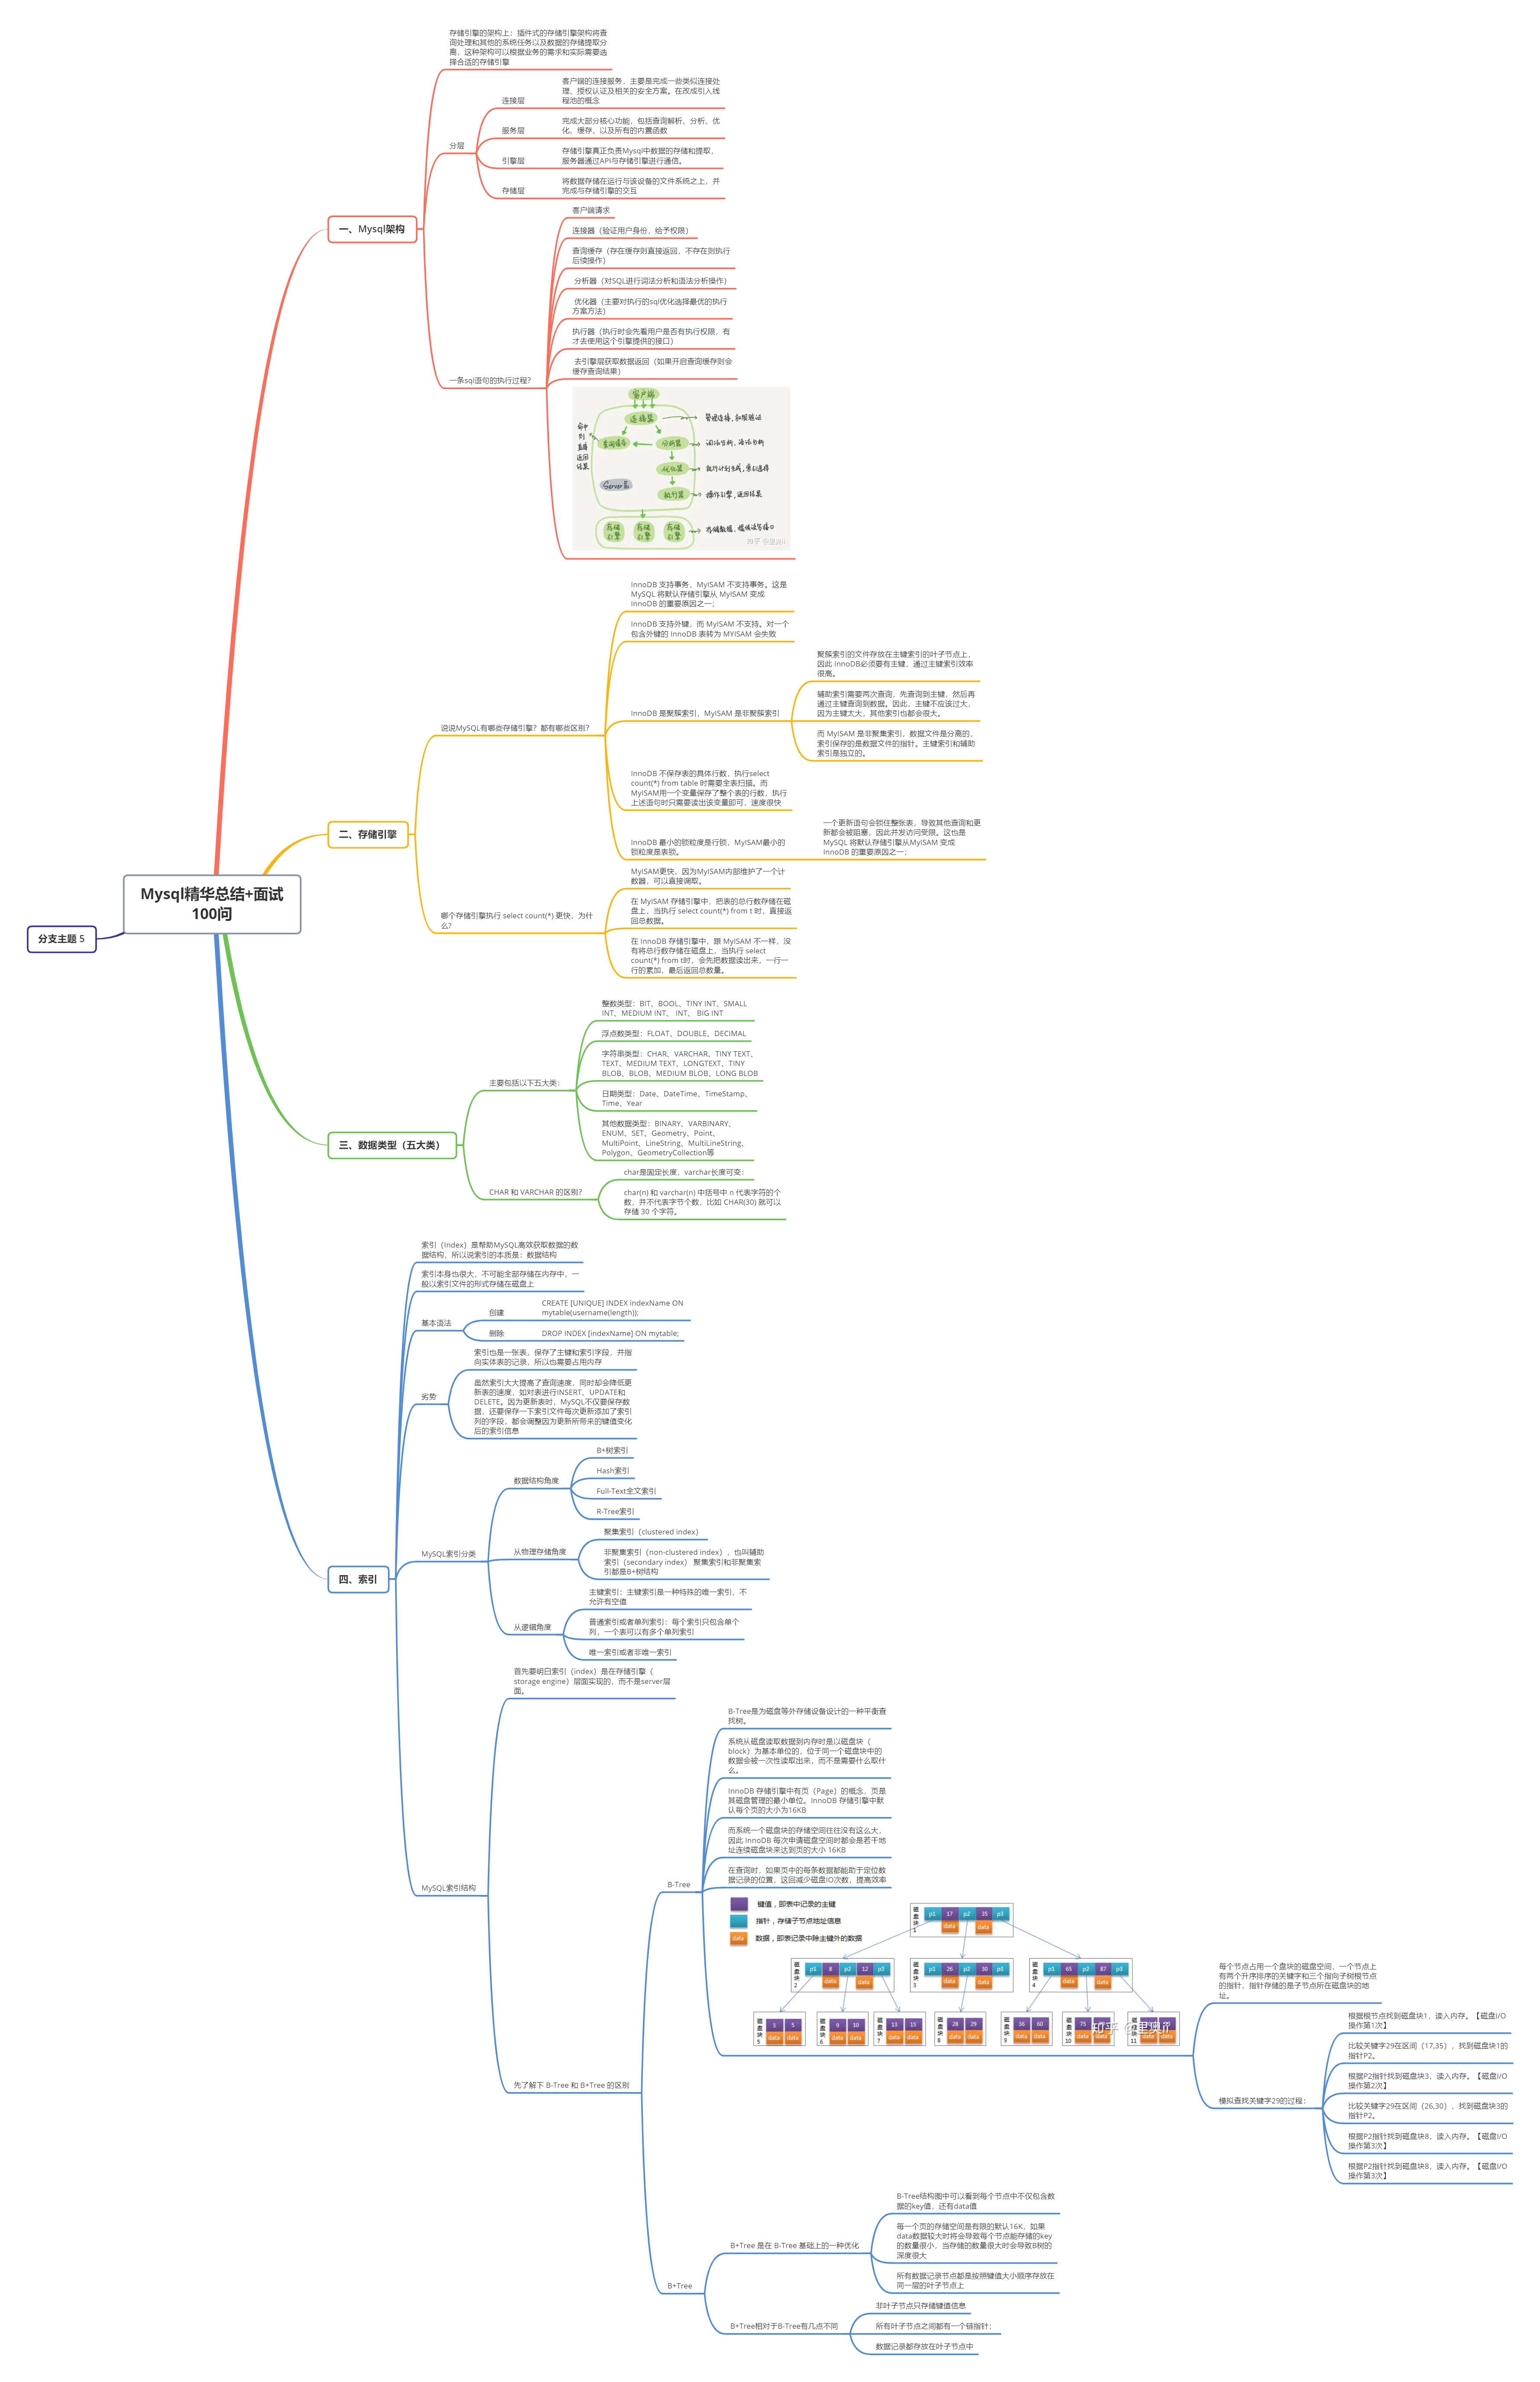 Mysql精华总结+面试
100问
分支主题 5
一、Mysql架构
存储引擎的架构上：插件式的存储引擎架构将查
询处理和其他的系统任务以及数据的存储提取分
离，这种架构可以根据业务的需求和实际需要选
择合适的存储引擎
分层
连接层
客户端的连接服务，主要是完成一些类似连接处
理、授权认证及相关的安全方案。在改成引入线
程池的概念
服务层
完成大部分核心功能，包括查询解析、分析、优
化、缓存、以及所有的内置函数
引擎层
存储引擎真正负责Mysql中数据的存储和提取，
服务器通过API与存储引擎进行通信。
存储层
将数据存储在运行与该设备的文件系统之上，并
完成与存储引擎的交互
一条sql语句的执行过程？
客户端请求
连接器（验证用户身份，给予权限）
查询缓存（存在缓存则直接返回，不存在则执行
后续操作）
分析器（对SQL进行词法分析和语法分析操作）
优化器（主要对执行的sql优化选择最优的执行
方案方法）
执行器（执行时会先看用户是否有执行权限，有
才去使用这个引擎提供的接口）
去引擎层获取数据返回（如果开启查询缓存则会
缓存查询结果）
客户端
连接器
管理连接，权限验证
命中
则
直接
返回
结果
查询缓存
分析器
词法分析，语法分析
优化器
执行计划生成，索引选择
Server层
执行器
操作引擎，返回结果
存储
引擎
存储
引擎
存储
引擎
存储数据，提供读写接口
二、存储引擎
说说MySQL有哪些存储引擎？都有哪些区别？
InnoDB 支持事务，MyISAM 不支持事务。这是
MySQL 将默认存储引擎从 MyISAM 变成
InnoDB 的重要原因之一；
InnoDB 支持外键，而 MyISAM 不支持。对一个
包含外键的 InnoDB 表转为 MYISAM 会失败
InnoDB 是聚簇索引，MyISAM 是非聚簇索引
聚簇索引的文件存放在主键索引的叶子节点上，
因此 InnoDB必须要有主键，通过主键索引效率
很高。
辅助索引需要两次查询，先查询到主键，然后再
通过主键查询到数据。因此，主键不应该过大，
因为主键太大，其他索引也都会很大。
而 MyISAM 是非聚集索引，数据文件是分离的，
索引保存的是数据文件的指针。主键索引和辅助
索引是独立的。
InnoDB 不保存表的具体行数，执行select
count(*) from table 时需要全表扫描。而
MyISAM用一个变量保存了整个表的行数，执行
上述语句时只需要读出该变量即可，速度很快
InnoDB 最小的锁粒度是行锁，MyISAM最小的
锁粒度是表锁。
一个更新语句会锁住整张表，导致其他查询和更
新都会被阻塞，因此并发访问受限。这也是
MySQL 将默认存储引擎从MyISAM 变成
InnoDB 的重要原因之一；
哪个存储引擎执行 select count(*) 更快，为什
么？
MyISAM更快，因为MyISAM内部维护了一个计
数器，可以直接调取。
在 MyISAM 存储引擎中，把表的总行数存储在磁
盘上，当执行 select count(*) from t 时，直接返
回总数据。
在 InnoDB 存储引擎中，跟 MyISAM 不一样，没
有将总行数存储在磁盘上，当执行 select
count(*) from t时，会先把数据读出来，一行一
行的累加，最后返回总数量。
三、数据类型（五大类）
主要包括以下五大类：
整数类型：BIT、BOOL、TINY INT、SMALL
INT、MEDIUM INT、 INT、 BIG INT
浮点数类型：FLOAT、DOUBLE、DECIMAL
字符串类型：CHAR、VARCHAR、TINY TEXT、
TEXT、MEDIUM TEXT、LONGTEXT、TINY
BLOB、BLOB、MEDIUM BLOB、LONG BLOB
日期类型：Date、DateTime、TimeStamp、
Time、Year
其他数据类型：BINARY、VARBINARY、
ENUM、SET、Geometry、Point、
MultiPoint、LineString、MultiLineString、
Polygon、GeometryCollection等
CHAR 和 VARCHAR 的区别？
char是固定长度，varchar长度可变：
char(n) 和 varchar(n) 中括号中 n 代表字符的个
数，并不代表字节个数，比如 CHAR(30) 就可以
存储 30 个字符。
四、索引
索引（Index）是帮助MySQL高效获取数据的数
据结构，所以说索引的本质是：数据结构
索引本身也很大，不可能全部存储在内存中，一
般以索引文件的形式存储在磁盘上
基本语法
创建
CREATE [UNIQUE] INDEX indexName ON
mytable(username(length));
删除
DROP INDEX [indexName] ON mytable;
劣势
索引也是一张表，保存了主键和索引字段，并指
向实体表的记录，所以也需要占用内存
虽然索引大大提高了查询速度，同时却会降低更
新表的速度，如对表进行INSERT、UPDATE和
DELETE。因为更新表时，MySQL不仅要保存数
据，还要保存一下索引文件每次更新添加了索引
列的字段，都会调整因为更新所带来的键值变化
后的索引信息
MySQL索引分类
数据结构角度
B+树索引
Hash索引
Full-Text全文索引
R-Tree索引
从物理存储角度
聚集索引（clustered index）
非聚集索引（non-clustered index），也叫辅助
索引（secondary index） 聚集索引和非聚集索
引都是B+树结构
从逻辑角度
主键索引：主键索引是一种特殊的唯一索引，不
允许有空值
普通索引或者单列索引：每个索引只包含单个
列，一个表可以有多个单列索引
唯一索引或者非唯一索引
MySQL索引结构
首先要明白索引（index）是在存储引擎（
storage engine）层面实现的，而不是server层
面。
先了解下 B-Tree 和 B+Tree 的区别
B-Tree
B-Tree是为磁盘等外存储设备设计的一种平衡查
找树。
系统从磁盘读取数据到内存时是以磁盘块（
block）为基本单位的，位于同一个磁盘块中的
数据会被一次性读取出来，而不是需要什么取什
么。
InnoDB 存储引擎中有页（Page）的概念，页是
其磁盘管理的最小单位。InnoDB 存储引擎中默
认每个页的大小为16KB
而系统一个磁盘块的存储空间往往没有这么大，
因此 InnoDB 每次申请磁盘空间时都会是若干地
址连续磁盘块来达到页的大小 16KB
在查询时，如果页中的每条数据都能助于定位数
据记录的位置，这回减少磁盘IO次数，提高效率
键值，即表中记录的主键
指针，存储子节点地址信息
data 数据，即表记录中除主键外的数据
磁盘块1 p1 17 p2 35 p3
data data
磁盘块2 p1 8 p2 12 p3
data data
磁盘块3 p1 26 p2 30 p3
data data
磁盘块4 p1 65 p2 87 p3
data data
磁盘块5 3 5
data data
磁盘块6 9 10
data data
磁盘块7 13 15
data data
磁盘块8 28 29
data data
磁盘块9 36 60
data data
磁盘块10 75
data
磁盘块11
知乎
每个节点占用一个盘块的磁盘空间，一个节点上
有两个升序排序的关键字和三个指向子树根节点
的指针，指针存储的是子节点所在磁盘块的地
址。
模拟查找关键字29的过程：
根据根节点找到磁盘块1，读入内存。【磁盘I/O
操作第1次】
比较关键字29在区间（17,35），找到磁盘块1的
指针P2。
根据P2指针找到磁盘块3，读入内存。【磁盘I/O
操作第2次】
比较关键字29在区间（26,30），找到磁盘块3的
指针P2。
根据P2指针找到磁盘块8，读入内存。【磁盘I/O
操作第3次】
根据P2指针找到磁盘块8，读入内存。【磁盘I/O
操作第3次】
B+Tree
B+Tree 是在 B-Tree 基础上的一种优化
B-Tree结构图中可以看到每个节点中不仅包含数
据的key值，还有data值
每一个页的存储空间是有限的默认16K，如果
data数据较大时将会导致每个节点能存储的key
的数量很小，当存储的数量很大时会导致B树的
深度很大
所有数据记录节点都是按照键值大小顺序存放在
同一层的叶子节点上
B+Tree相对于B-Tree有几点不同
非叶子节点只存储键值信息
所有叶子节点之间都有一个链指针；
数据记录都存放在叶子节点中